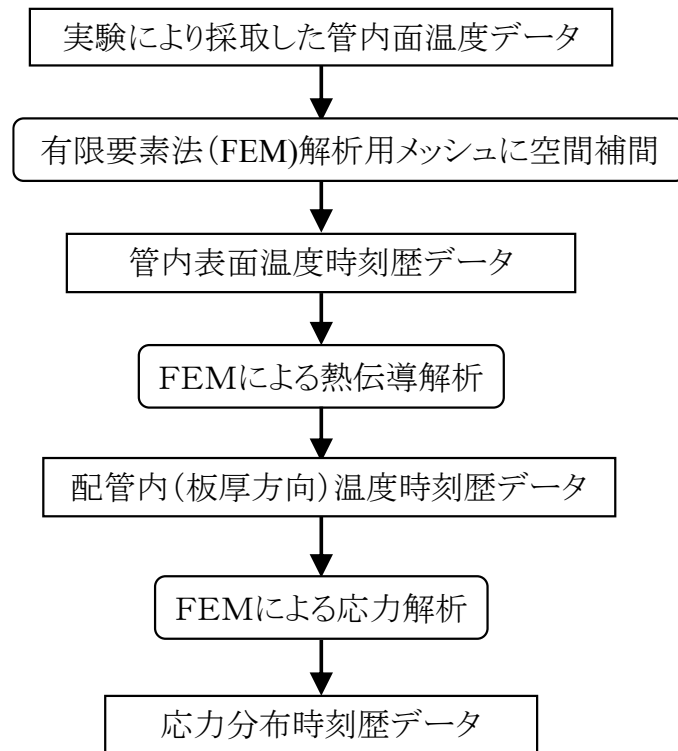 実験により採取した管内面温度データ
有限要素法(FEM)解析用メッシュに空間補間
管内表面温度時刻歴データ
FEMによる熱伝導解析
配管内(板厚方向)温度時刻歴データ
FEMによる応力解析
応力分布時刻歴データ